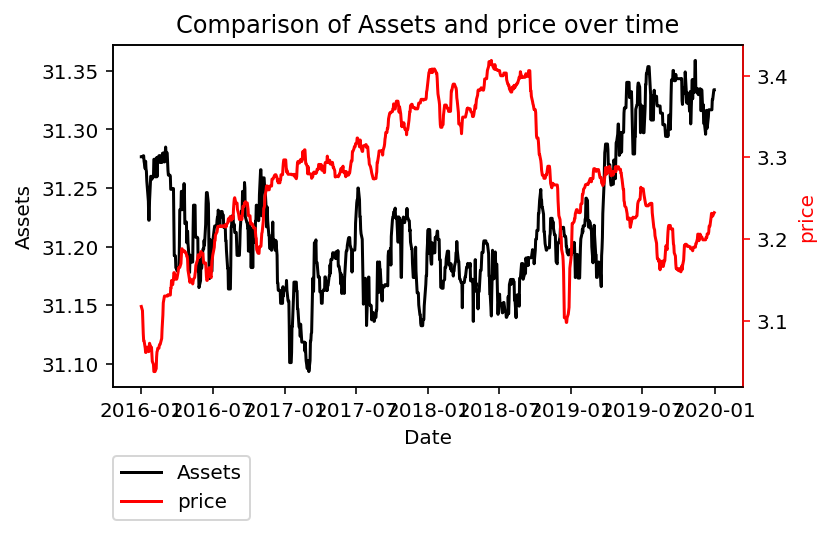 Comparison of Assets and price over time
31.35
31.30
31.25
31.20
31.15
31.10
Assets
3.4
3.3
3.2
3.1
price
2016-01 2016-07 2017-01 2017-07 2018-01 2018-07 2019-01 2019-07 2020-01
Date
Assets
price